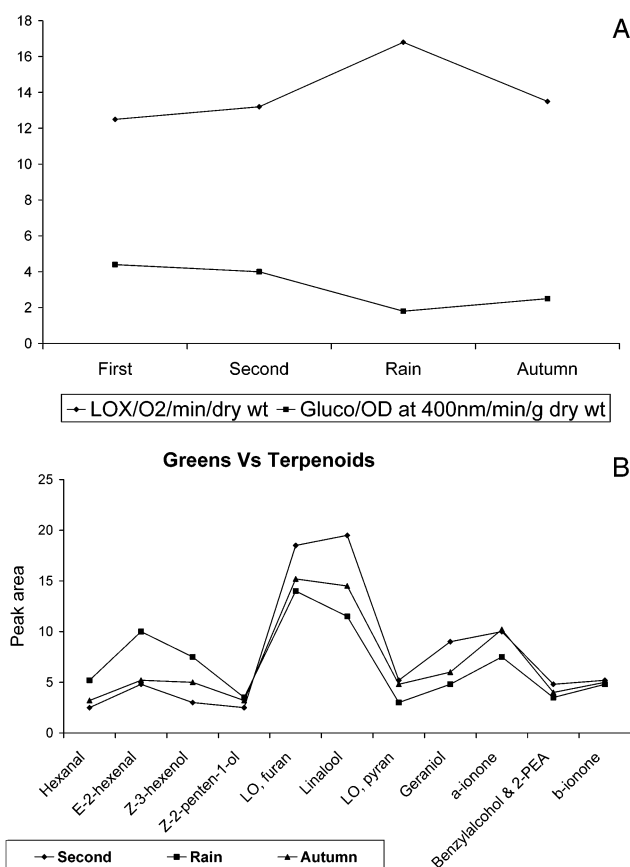 A
18
16
14
12
10
8
6
4
2
0
First Second Rain Autumn
LOX/O2/min/dry wt Gluco/OD at 400nm/min/g dry wt
Greens Vs Terpenoids
B
25
20
15
10
5
0
Peak area
Hexanal
E-2-hexenal
Z-3-hexenol
Z-2-penten-1-ol
LO, furan
Linalool
LO, pyran
Geraniol
a-ionone
Benzylalcohol & 2-PEA
b-ionone
Second Rain Autumn